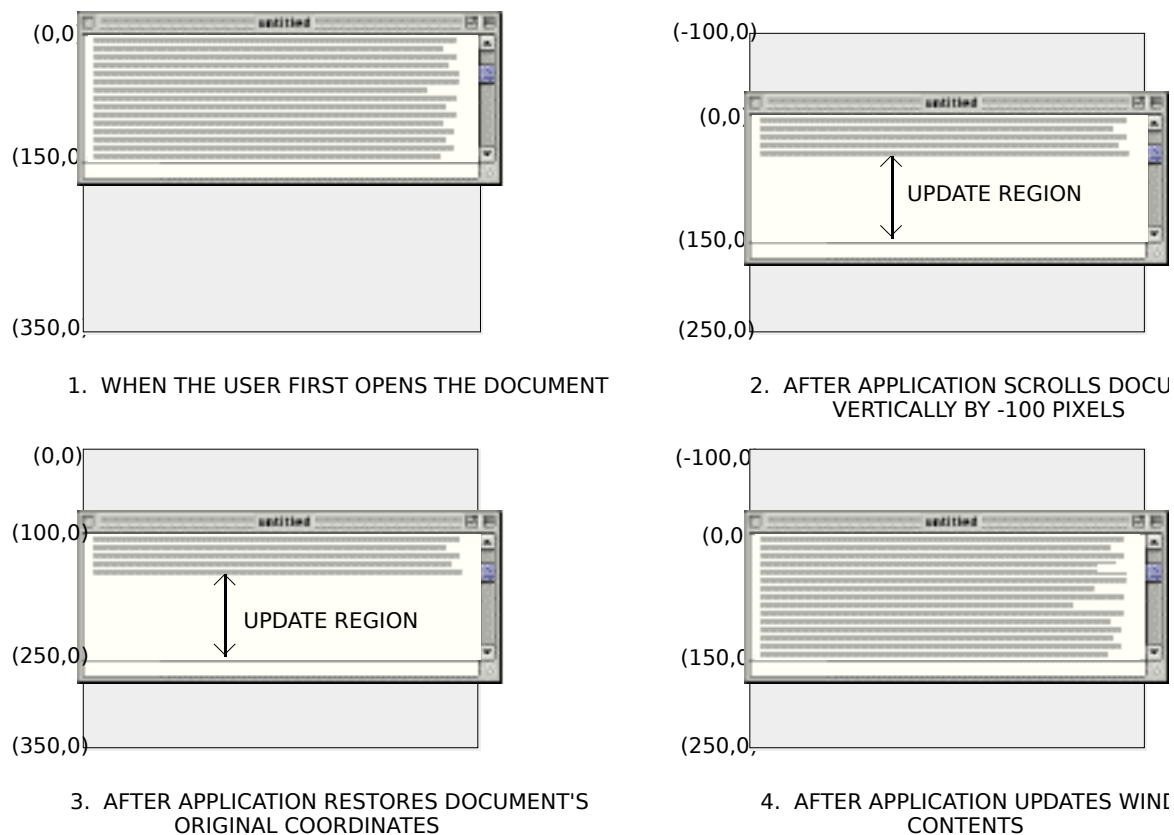 untitled
(0,0
(150,0
(350,0
1. WHEN THE USER FIRST OPENS THE DOCUMENT
(-100,0)
untitled
(0,0)
UPDATE REGION
(150,0
(250,0)
2. AFTER APPLICATION SCROLLS DOCU
VERTICALLY BY -100 PIXELS
(0,0)
untitled
(100,0)
UPDATE REGION
(250,0)
(350,0)
3. AFTER APPLICATION RESTORES DOCUMENT'S
ORIGINAL COORDINATES
(-100,0
untitled
(0,0
(150,0
(250,0,
4. AFTER APPLICATION UPDATES WIND
CONTENTS